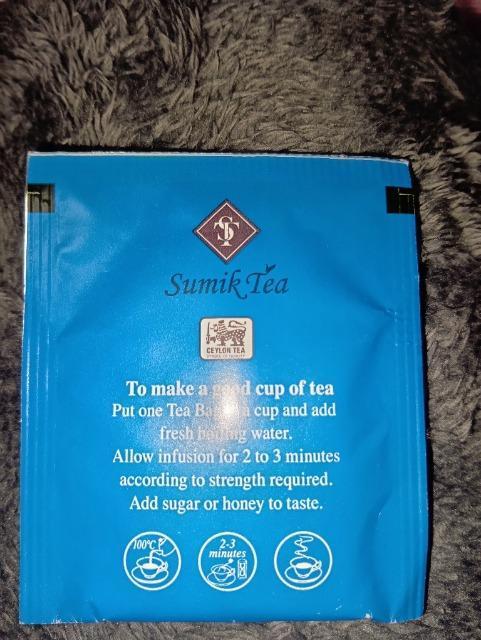 ST
Sumik Tea
CEYLON TEA
To make a good cup of tea
Put one Tea Bag a cup and add
fresh boiling water.
Allow infusion for 2 to 3 minutes
according to strength required.
Add sugar or honey to taste.
100°C
2-3
minutes